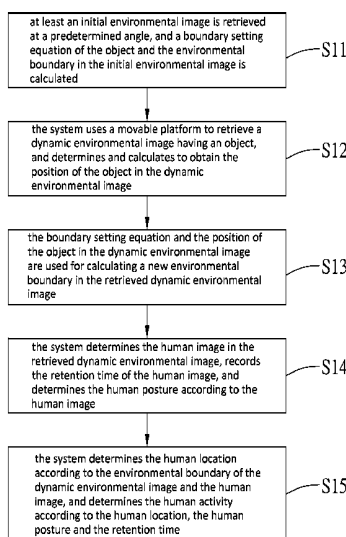 at least an initial environmental image is retrieved
at a predetermined angle, and a boundary setting
equation of the object and the environmental
boundary in the initial environmental image is
calculated
S11
the system uses a movable platform to retrieve a
dynamic environmental image having an object,
and determines and calculates to obtain the
position of the object in the dynamic
environmental image
S12
the boundary setting equation and the position of
the object in the dynamic environmental image
are used for calculating a new environmental
boundary in the retrieved dynamic environmental
image
S13
the system determines the human image in the
retrieved dynamic environmental image, records
the retention time of the human image, and
determines the human posture according to the
human image
S14
the system determines the human location
according to the environmental boundary of the
dynamic environmental image and the human
image, and determines the human activity
according to the human location, the human
posture and the retention time
S15